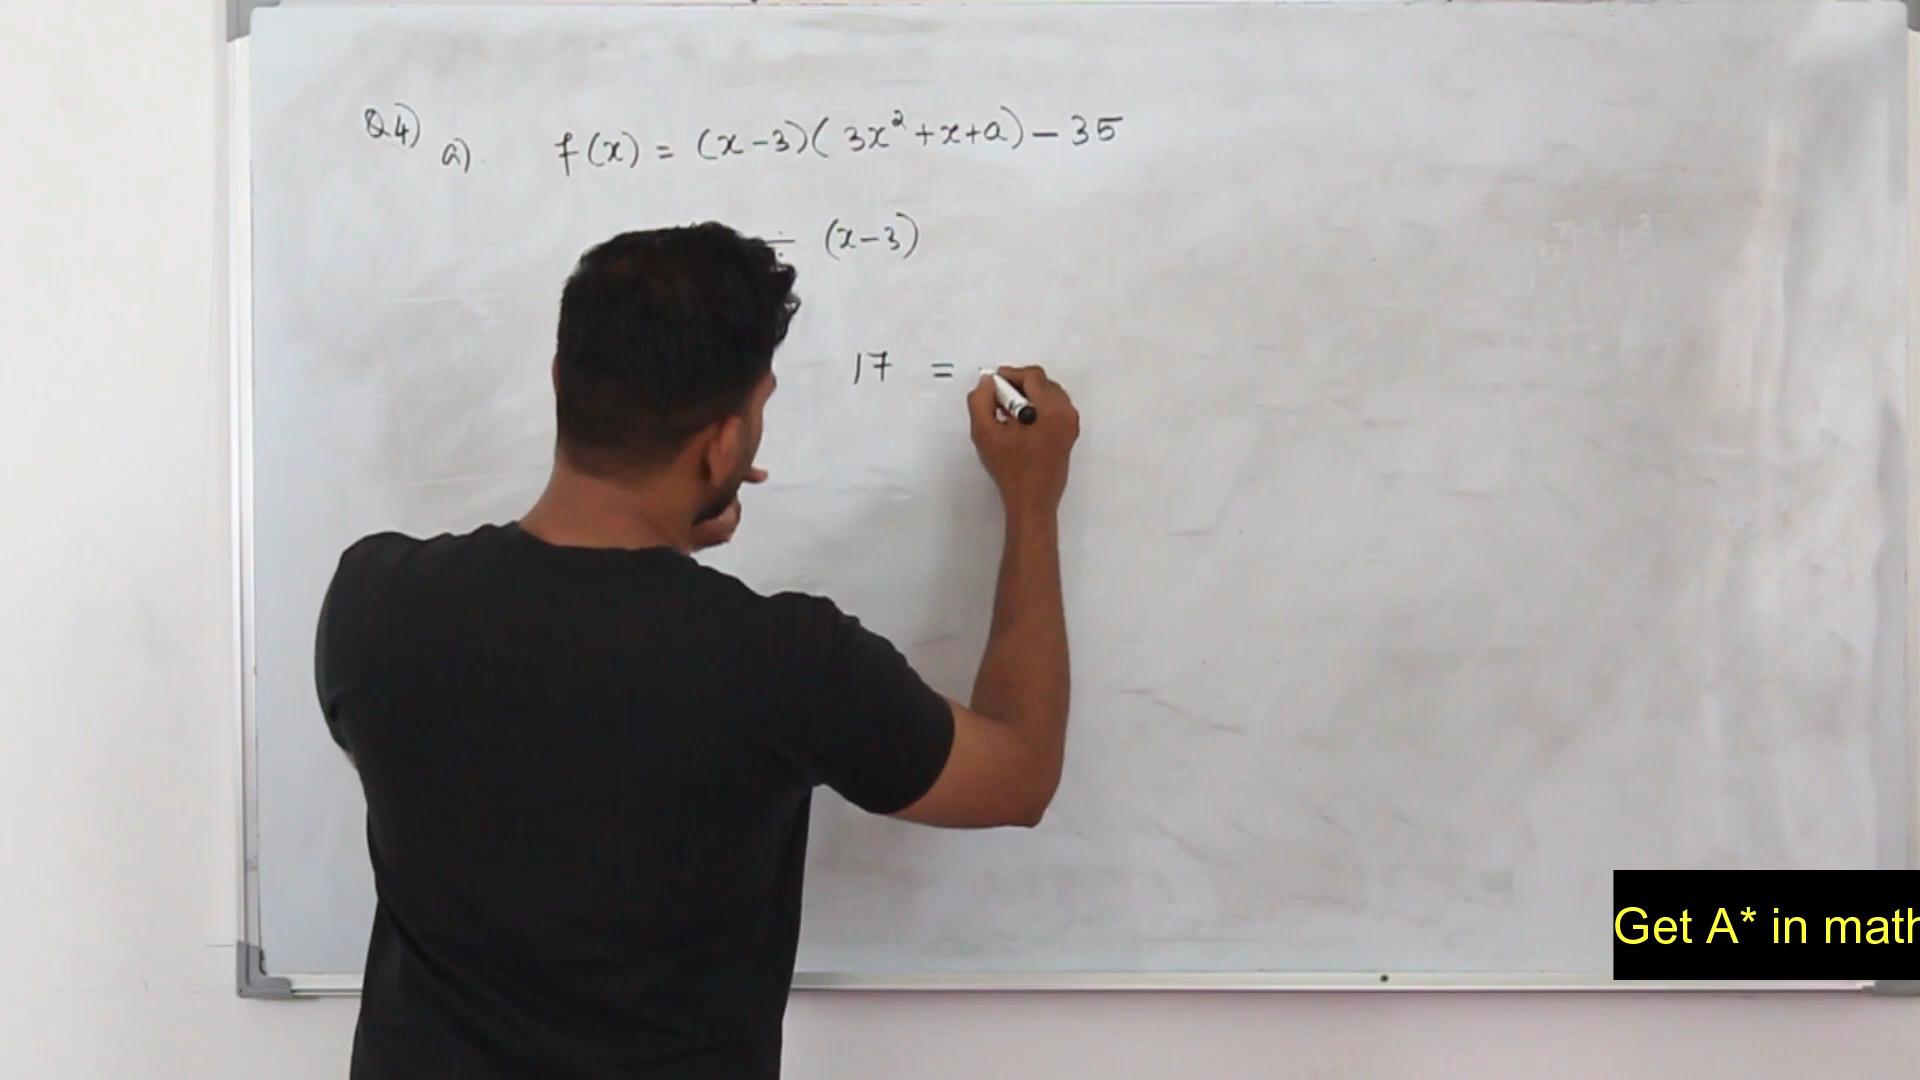 Q4) a) f(x) = (x-3)(3x²+x+a)-35
÷ (x-3)
17 =
Get A* in math